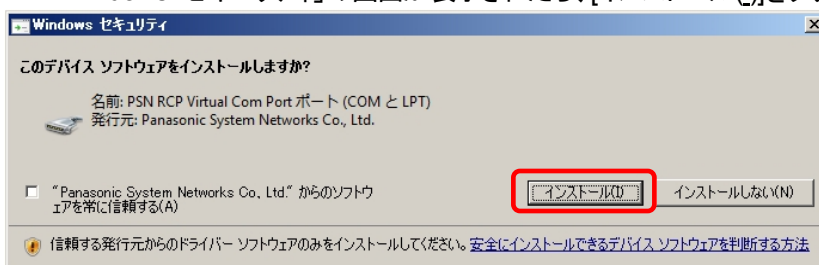 Windows セキュリティ
このデバイス ソフトウェアをインストールしますか?
名前: PSN RCP Virtual Com Port ポート (COM と LPT)
発行元: Panasonic System Networks Co., Ltd.
"Panasonic System Networks Co., Ltd." からのソフトウ
ェアを常に信頼する(A)
インストール(I)
インストールしない(N)
信頼する発行元からのドライバー ソフトウェアのみをインストールしてください。安全にインストールできるデバイス ソフトウェアを判断する方法